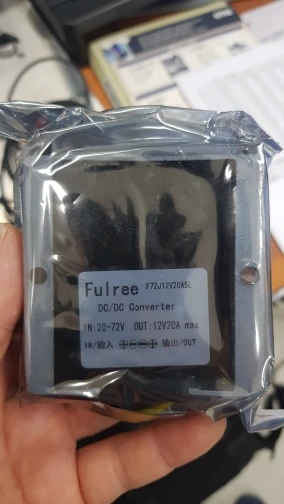 Fulree F72J12V20A5L
DC/DC Converter
IN:20-72V OUT:12V20A max
IN/输入 ⊕⊖⊖⊕ 输出/OUT